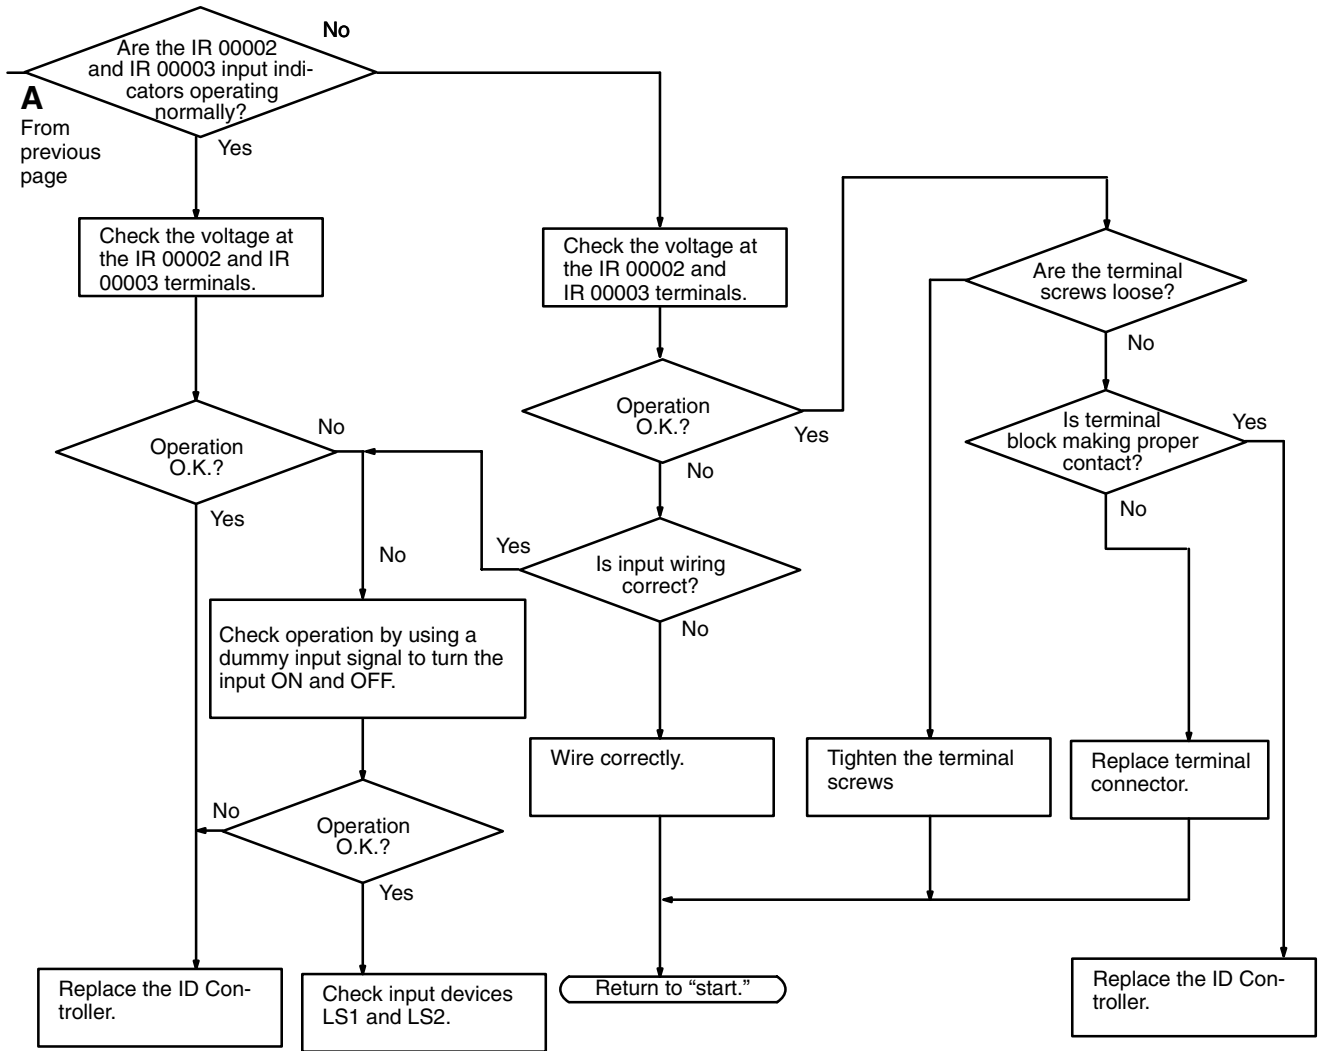 No
Are the IR 00002
and IR 00003 input indi-
cators operating
normally?
A
From
previous
page
Yes
Check the voltage at
the IR 00002 and IR
00003 terminals.
Check the voltage at
the IR 00002 and
IR 00003 terminals.
Are the terminal
screws loose?
No
Operation
O.K.?
No
Yes
Operation
O.K.?
Yes
No
Is terminal
block making proper
contact?
Yes
No
No
Yes
Is input wiring
correct?
No
Check operation by using a
dummy input signal to turn the
input ON and OFF.
Wire correctly.
Tighten the terminal
screws
Replace terminal
connector.
No
Operation
O.K.?
Yes
Replace the ID Con-
troller.
Check input devices
LS1 and LS2.
Return to “start.”
Replace the ID Con-
troller.